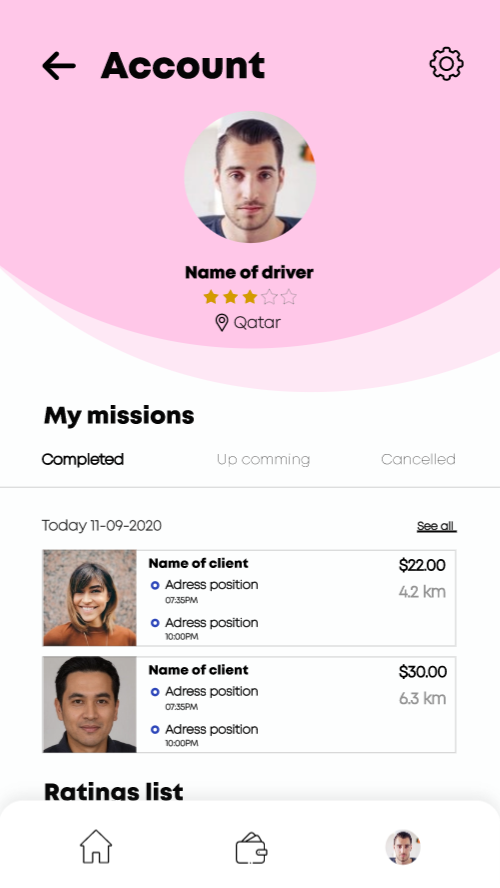 Account
Name of driver
Qatar
My missions
Completed Up comming Cancelled
Today 11-09-2020 See all
Name of client $22.00
Adress position 4.2 km
07:35PM
Adress position
10:00PM
Name of client $30.00
Adress position 6.3 km
07:35PM
Adress position
10:00PM
Ratings list